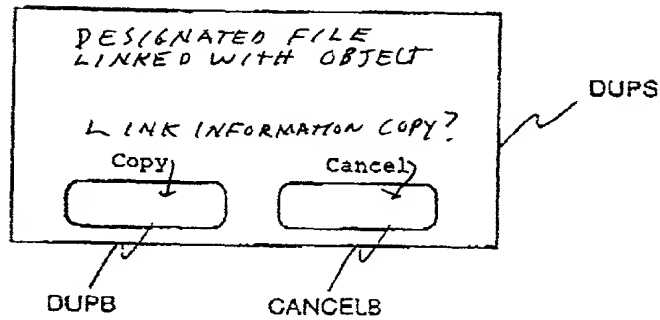 DESIGNATED FILE
LINKED WITH OBJECT
DUPS
LINK INFORMATION COPY?
Copy Cancel
DUPB CANCELB